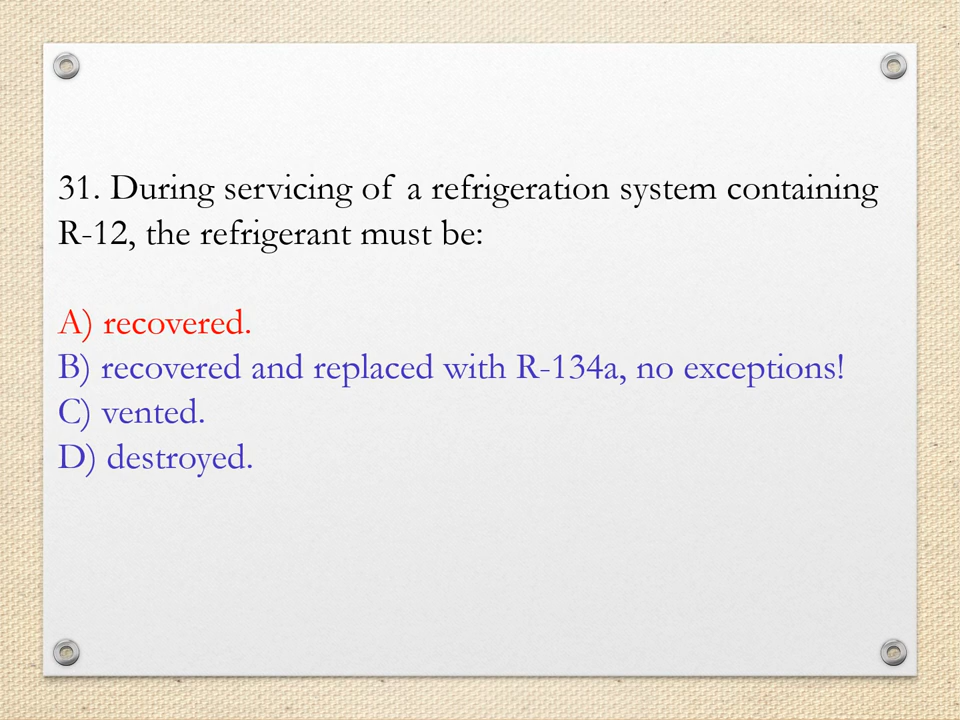 31. During servicing of a refrigeration system containing
R-12, the refrigerant must be:
A) recovered.
B) recovered and replaced with R-134a, no exceptions!
C) vented.
D) destroyed.